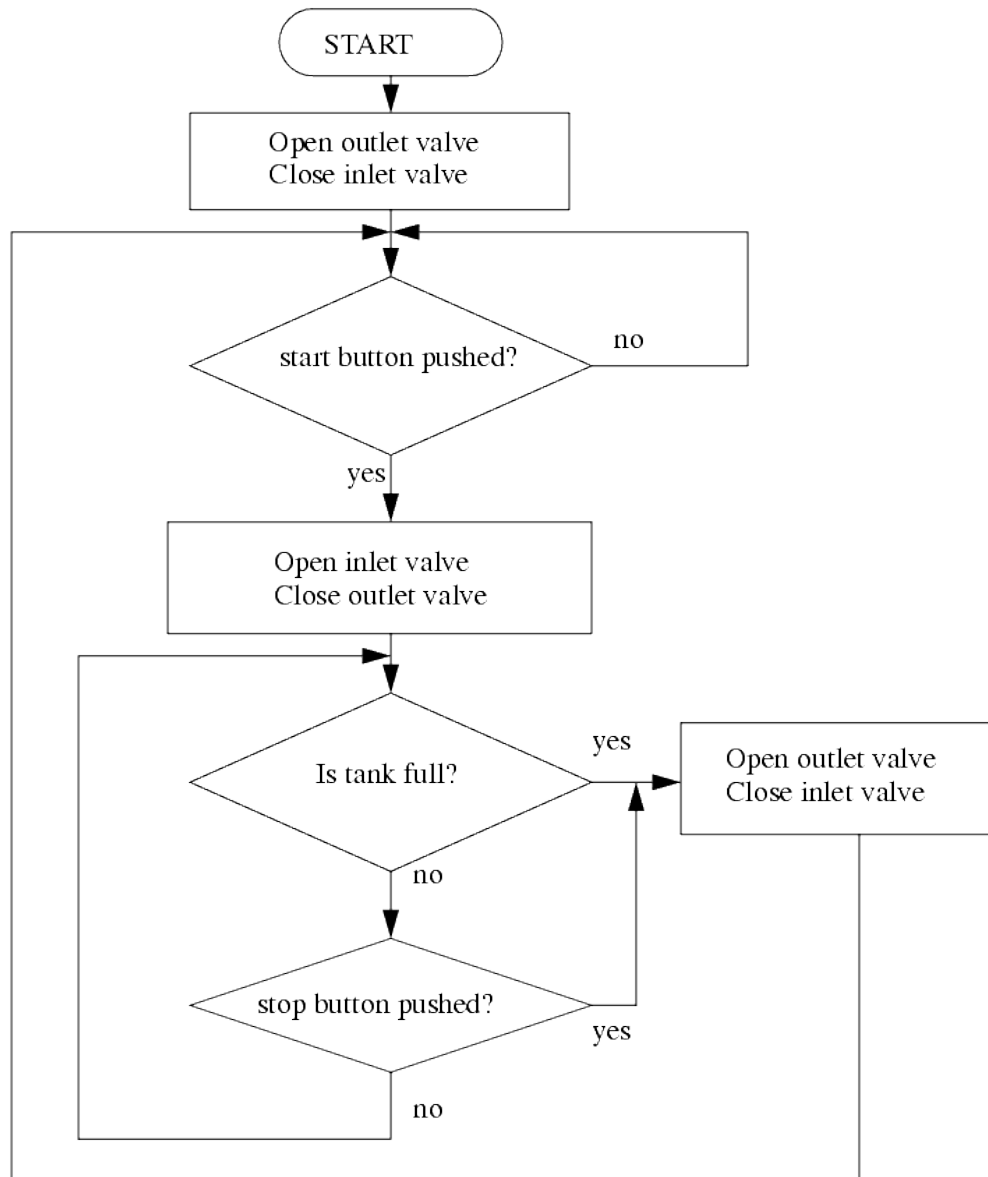 START
Open outlet valve
Close inlet valve
start button pushed?
no
yes
Open inlet valve
Close outlet valve
Is tank full?
yes
Open outlet valve
Close inlet valve
no
stop button pushed?
yes
no